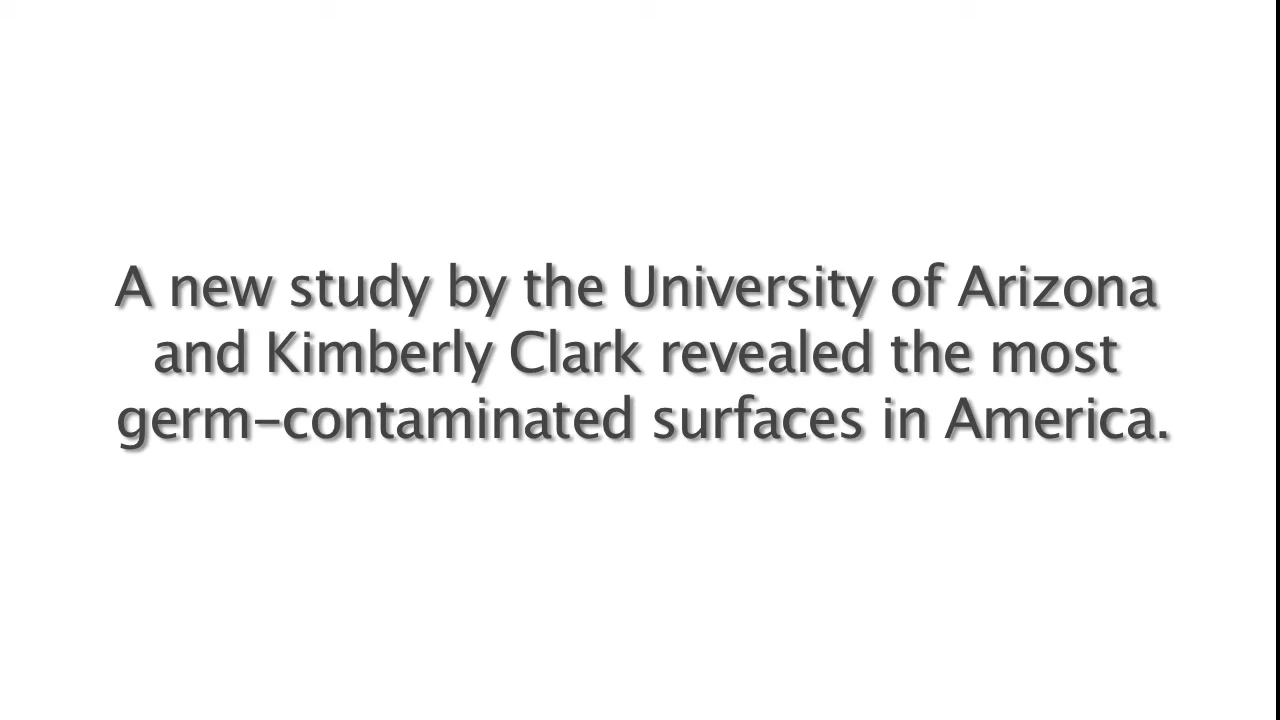 A new study by the University of Arizona
and Kimberly Clark revealed the most
germ-contaminated surfaces in America.